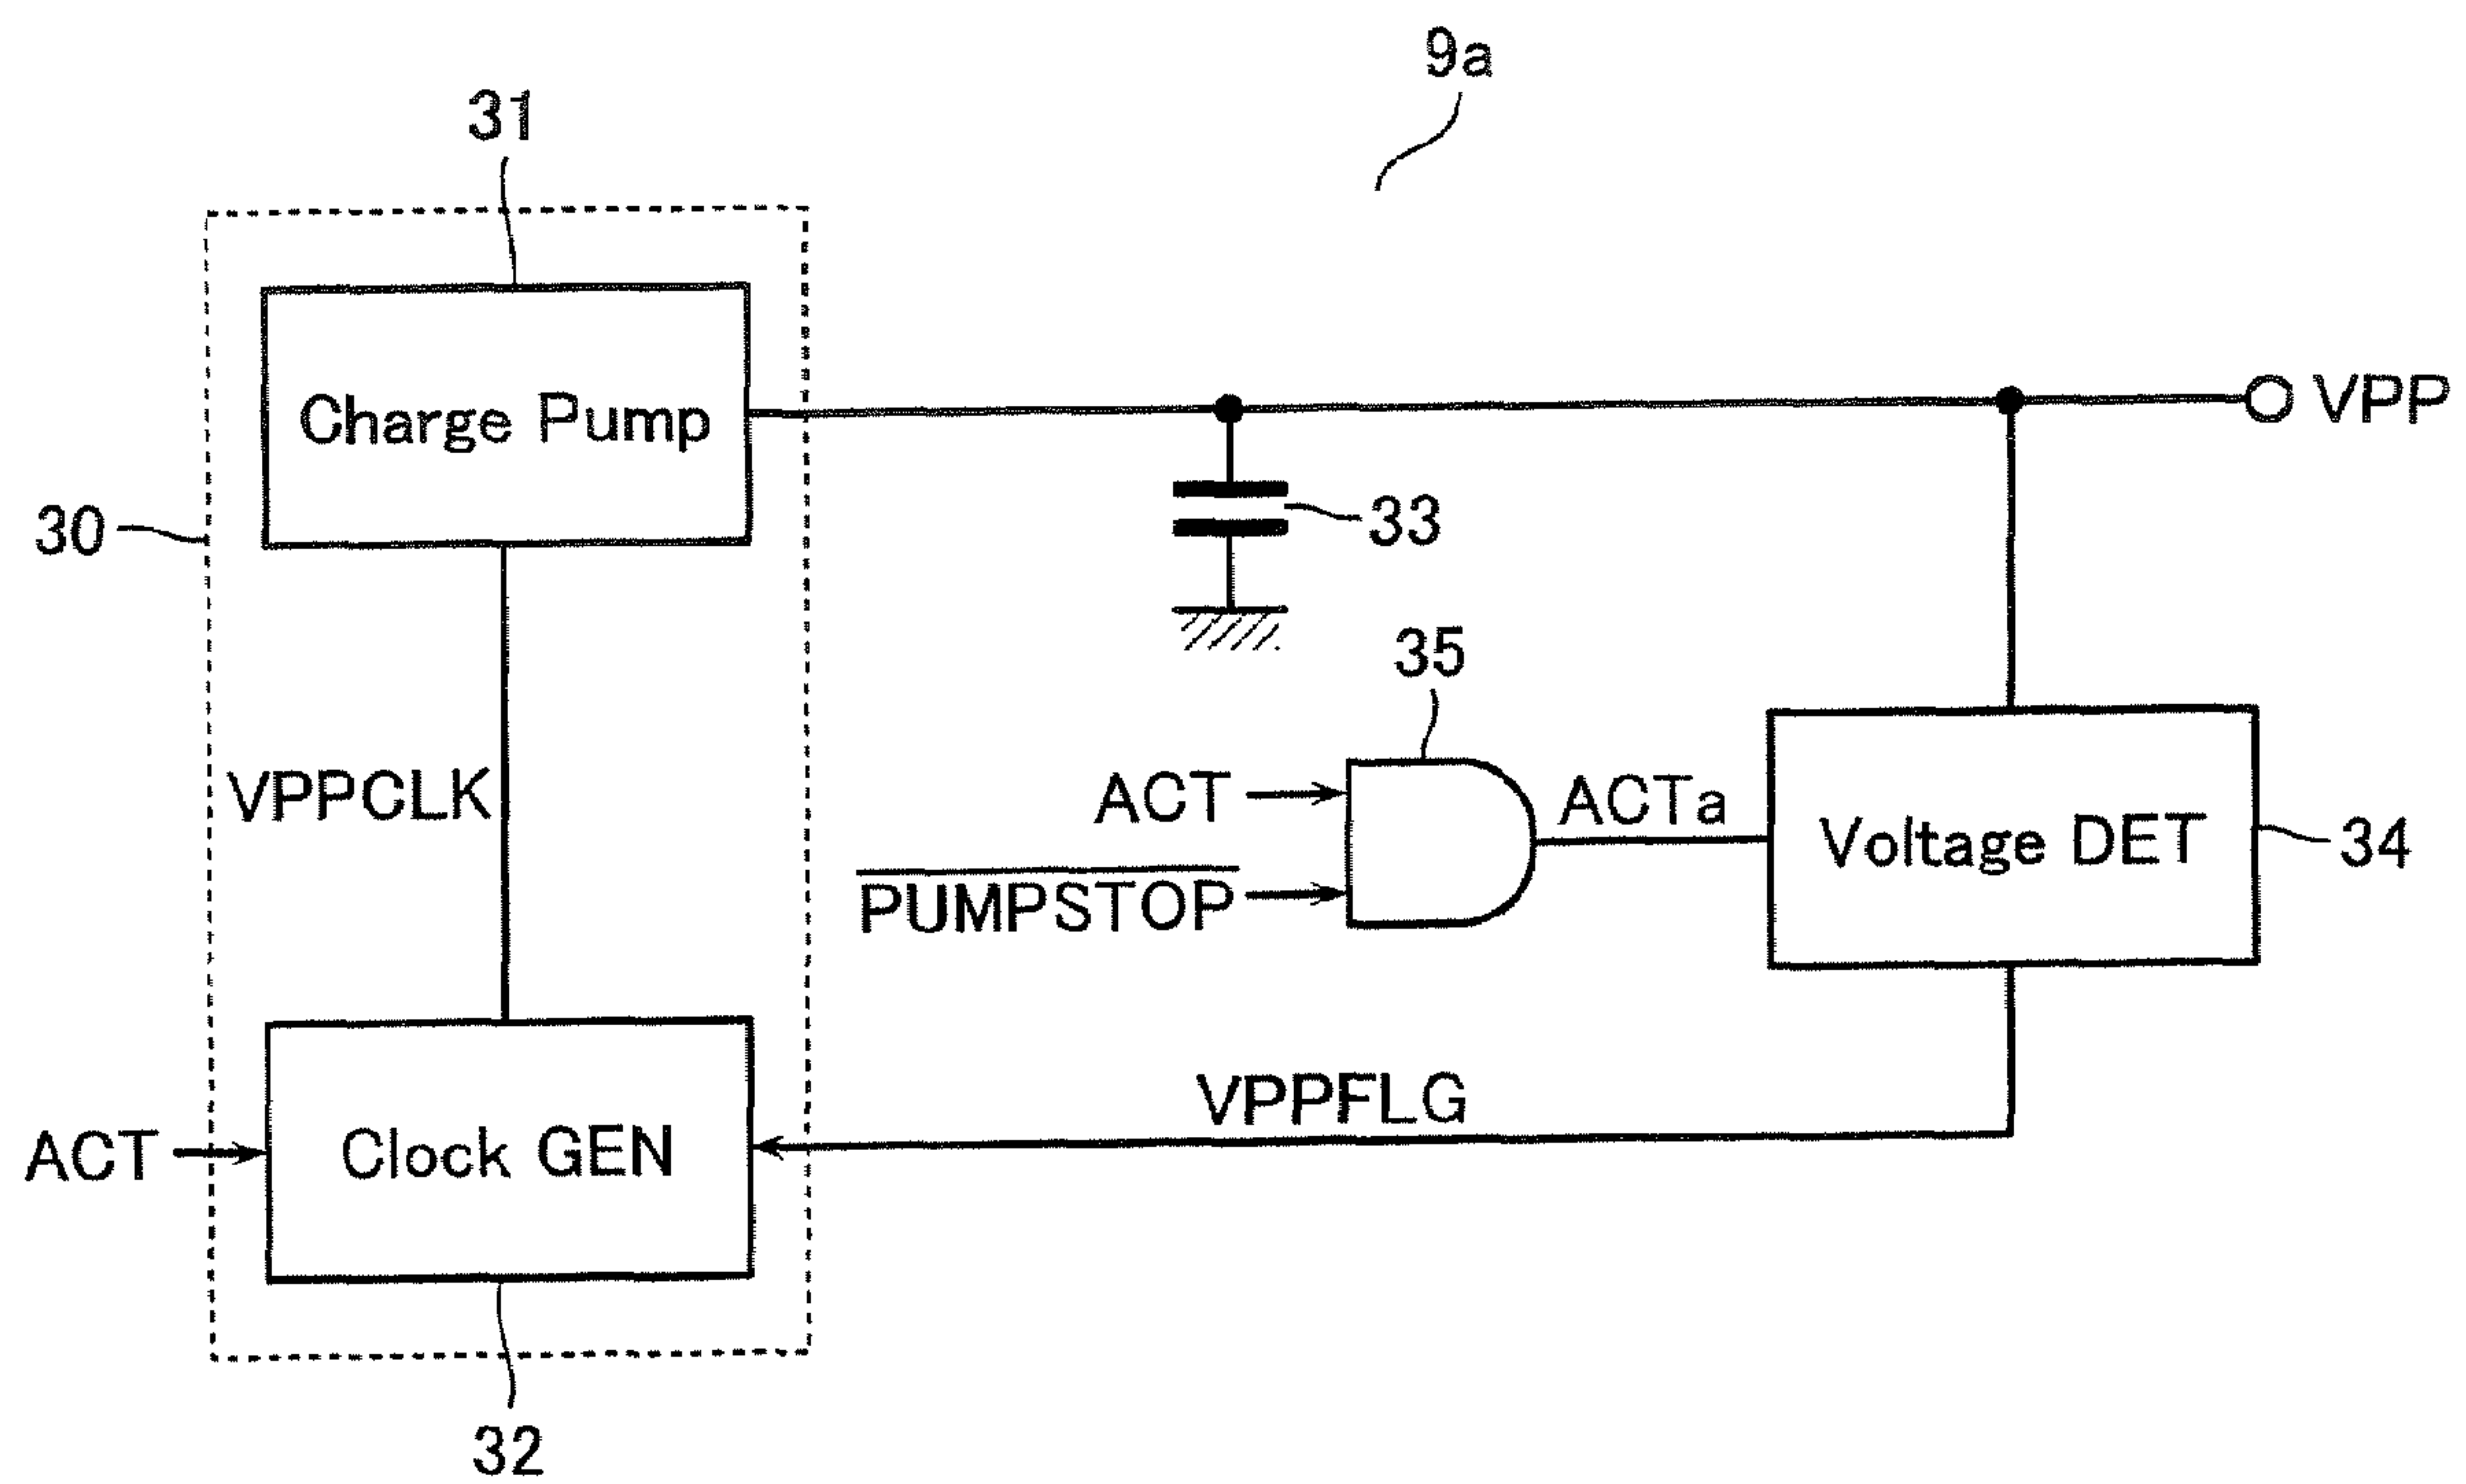 9a
31
Charge Pump
VPP
30
33
35
VPPCLK
ACT
ACTa
Voltage DET
34
PUMPSTOP
VPPFLG
ACT
Clock GEN
32